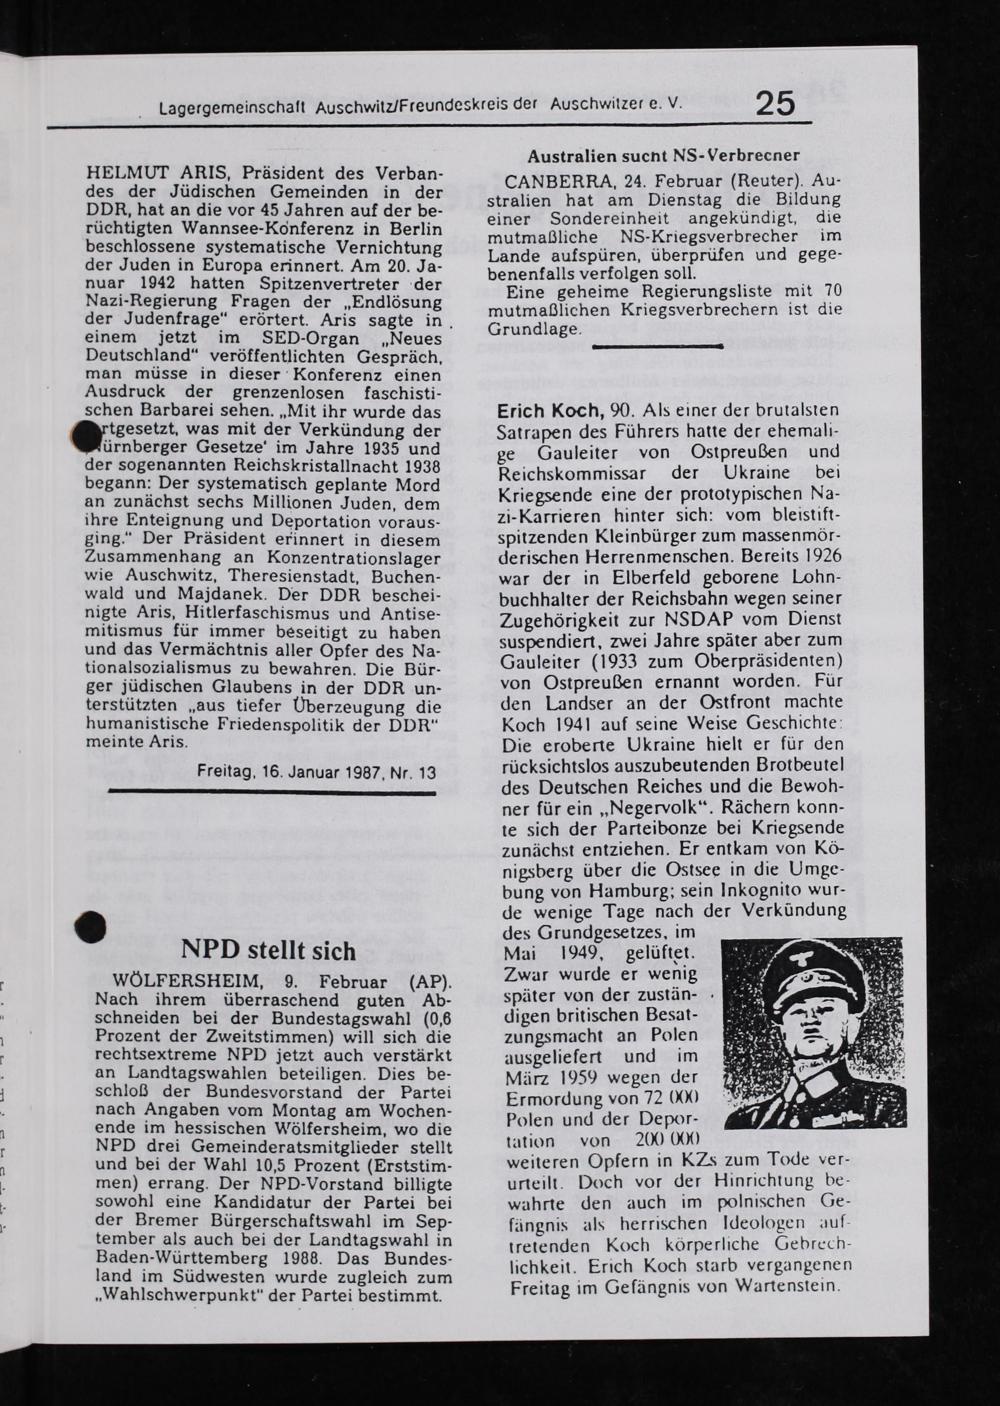 Lagergemeinschaft Auschwitz/Freundeskreis der Auschwitzer e. V.
25
HELMUT ARIS, Präsident des Verban-
des der Jüdischen Gemeinden in der
DDR, hat an die vor 45 Jahren auf der be-
rüchtigten Wannsee-Konferenz in Berlin
beschlossene systematische Vernichtung
der Juden in Europa erinnert. Am 20. Ja-
nuar 1942 hatten Spitzenvertreter der
Nazi-Regierung Fragen der „Endlösung
der Judenfrage“ erörtert. Aris sagte in
einem jetzt im SED-Organ „Neues
Deutschland“ veröffentlichten Gespräch,
man müsse in dieser Konferenz einen
Ausdruck der grenzenlosen faschisti-
schen Barbarei sehen. „Mit ihr wurde das
rtgesetzt, was mit der Verkündung der
ürnberger Gesetze‘ im Jahre 1935 und
der sogenannten Reichskristallnacht 1938
begann: Der systematisch geplante Mord
an zunächst sechs Millionen Juden, dem
ihre Enteignung und Deportation voraus-
ging.“ Der Präsident erinnert in diesem
Zusammenhang an Konzentrationslager
wie Auschwitz, Theresienstadt, Buchen-
wald und Majdanek. Der DDR beschei-
nigte Aris, Hitlerfaschismus und Antise-
mitismus für immer beseitigt zu haben
und das Vermächtnis aller Opfer des Na-
tionalsozialismus zu bewahren. Die Bür-
ger jüdischen Glaubens in der DDR un-
terstützten „aus tiefer Überzeugung die
humanistische Friedenspolitik der DDR“
meinte Aris.
Freitag, 16. Januar 1987, Nr. 13
NPD stellt sich
WÖLFERSHEIM, 9. Februar (AP).
Nach ihrem überraschend guten Ab-
schneiden bei der Bundestagswahl (0,6
Prozent der Zweitstimmen) will sich die
rechtsextreme NPD jetzt auch verstärkt
an Landtagswahlen beteiligen. Dies be-
schloß der Bundesvorstand der Partei
nach Angaben vom Montag am Wochen-
ende im hessischen Wölfersheim, wo die
NPD drei Gemeinderatsmitglieder stellt
und bei der Wahl 10,5 Prozent (Erststim-
men) errang. Der NPD-Vorstand billigte
sowohl eine Kandidatur der Partei bei
der Bremer Bürgerschaftswahl im Sep-
tember als auch bei der Landtagswahl in
Baden-Württemberg 1988. Das Bundes-
land im Südwesten wurde zugleich zum
„Wahlschwerpunkt“ der Partei bestimmt.
Australien sucht NS-Verbrecher
CANBERRA, 24. Februar (Reuter). Au-
stralien hat am Dienstag die Bildung
einer Sondereinheit angekündigt, die
mutmaßliche NS-Kriegsverbrecher im
Lande aufspüren, überprüfen und gege-
benenfalls verfolgen soll.
Eine geheime Regierungsliste mit 70
mutmaßlichen Kriegsverbrechern ist die
Grundlage.
Erich Koch, 90. Als einer der brutalsten
Satrapen des Führers hatte der ehemali-
ge Gauleiter von Ostpreußen und
Reichskommissar der Ukraine bei
Kriegsende eine der prototypischen Na-
zi-Karrieren hinter sich: vom bleistift-
spitzenden Kleinbürger zum massenmör-
derischen Herrenmenschen. Bereits 1926
war der in Elberfeld geborene Lohn-
buchhalter der Reichsbahn wegen seiner
Zugehörigkeit zur NSDAP vom Dienst
suspendiert, zwei Jahre später aber zum
Gauleiter (1933 zum Oberpräsidenten)
von Ostpreußen ernannt worden. Für
den Landser an der Ostfront machte
Koch 1941 auf seine Weise Geschichte:
Die eroberte Ukraine hielt er für den
rücksichtslos auszubeutenden Brotbeutel
des Deutschen Reiches und die Bewoh-
ner für ein „Negervolk“. Rächern konn-
te sich der Parteibonze bei Kriegsende
zunächst entziehen. Er entkam von Kö-
nigsberg über die Ostsee in die Umge-
bung von Hamburg; sein Inkognito wur-
de wenige Tage nach der Verkündung
des Grundgesetzes, im
Mai 1949, gelüftet.
Zwar wurde er wenig
später von der zustän-
digen britischen Besat-
zungsmacht an Polen
ausgeliefert und im
März 1959 wegen der
Ermordung von 72 000
Polen und der Depor-
tation von 200 000
weiteren Opfern in KZs zum Tode ver-
urteilt. Doch vor der Hinrichtung be-
wahrte den auch im polnischen Ge-
fängnis als herrischen Ideologen auf-
tretenden Koch körperliche Gebrech-
lichkeit. Erich Koch starb vergangenen
Freitag im Gefängnis von Wartenstein.